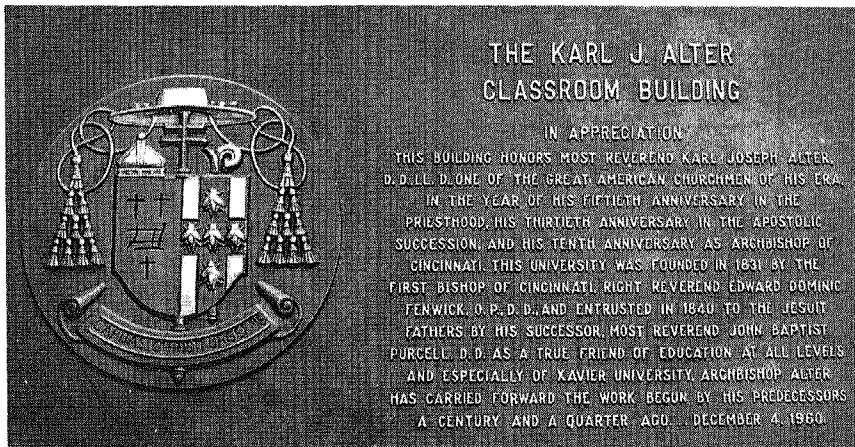 THE KARL J. ALTER
CLASSROOM BUILDING
IN APPRECIATION
THIS BUILDING HONORS MOST REVEREND KARL JOSEPH ALTER,
D.D. LL. D. ONE OF THE GREAT AMERICAN CHURCHMEN OF HIS ERA.
IN THE YEAR OF HIS FIFTIETH ANNIVERSARY IN THE
PRIESTHOOD, HIS THIRTIETH ANNIVERSARY IN THE APOSTOLIC
SUCCESSION, AND HIS TENTH ANNIVERSARY AS ARCHBISHOP OF
CINCINNATI. THIS UNIVERSITY WAS FOUNDED IN 1831 BY THE
FIRST BISHOP OF CINCINNATI, RIGHT REVEREND EDWARD DOMINIC
FENWICK, O.P., D.D., AND ENTRUSTED IN 1840 TO THE JESUIT
FATHERS BY HIS SUCCESSOR, MOST REVEREND JOHN BAPTIST
PURCELL, D.D. AS A TRUE FRIEND OF EDUCATION AT ALL LEVELS
AND ESPECIALLY OF XAVIER UNIVERSITY, ARCHBISHOP ALTER
HAS CARRIED FORWARD THE WORK BEGUN BY HIS PREDECESSORS
A CENTURY AND A QUARTER AGO... DECEMBER 4, 1960